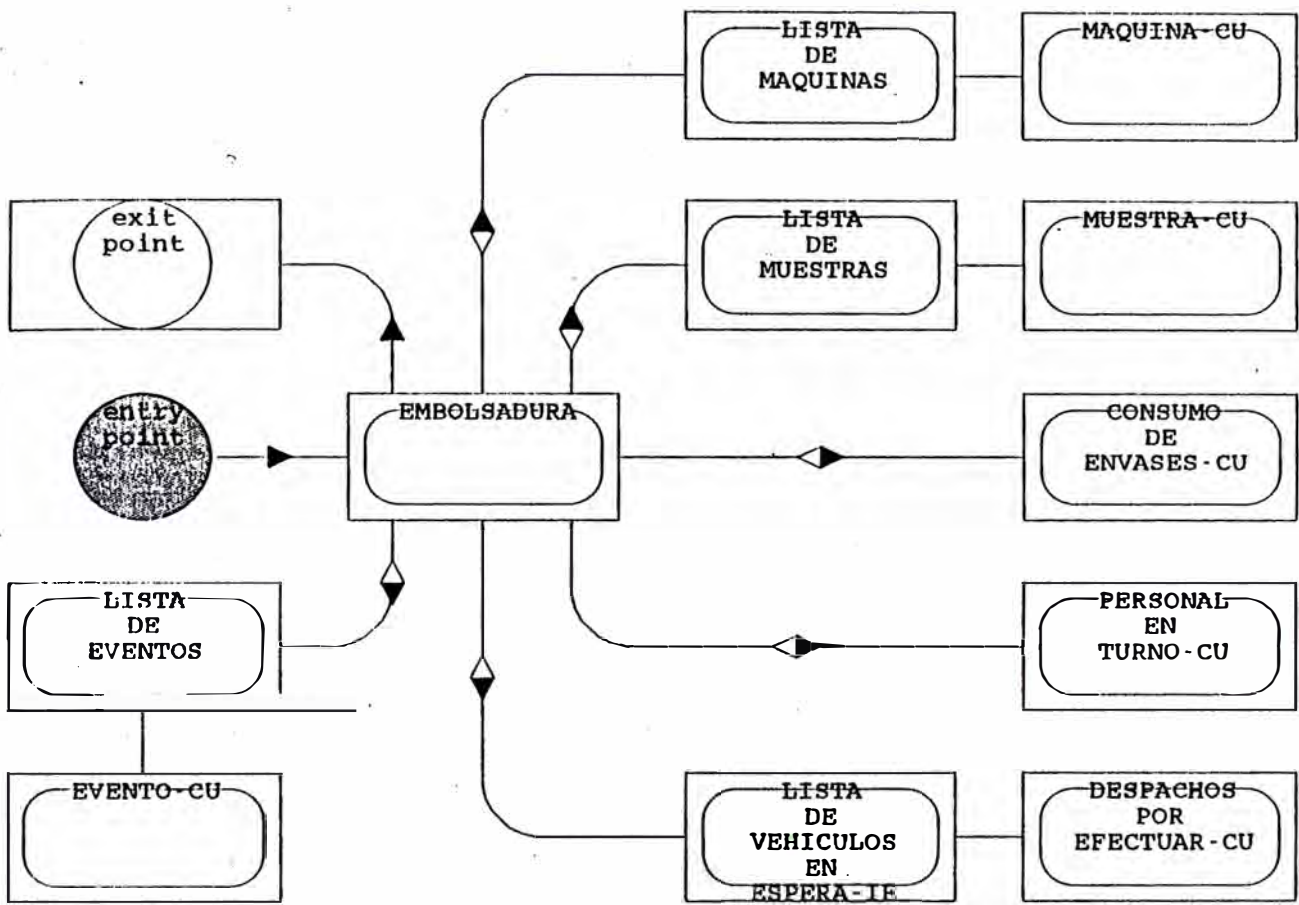 LISTA
DE
MAQUINAS
MAQUINA-CU
exit
point
LISTA
DE
MUESTRAS
MUESTRA-CU
entry
point
EMBOLSADURA
CONSUMO
DE
ENVASES-CU
LISTA
DE
EVENTOS
PERSONAL
EN
TURNO-CU
EVENTO-CU
LISTA
DE
VEHICULOS
EN
ESPERA-IE
DESPACHOS
POR
EFECTUAR-CU